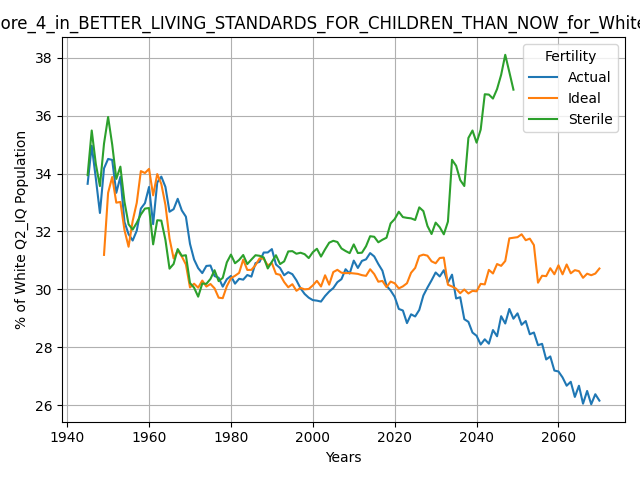 ore_4_in_BETTER_LIVING_STANDARDS_FOR_CHILDREN_THAN_NOW_for_White
Fertility
Actual
Ideal
Sterile
% of White Q2_IQ Population
38
36
34
32
30
28
26
1940
1960
1980
2000
2020
2040
2060
Years